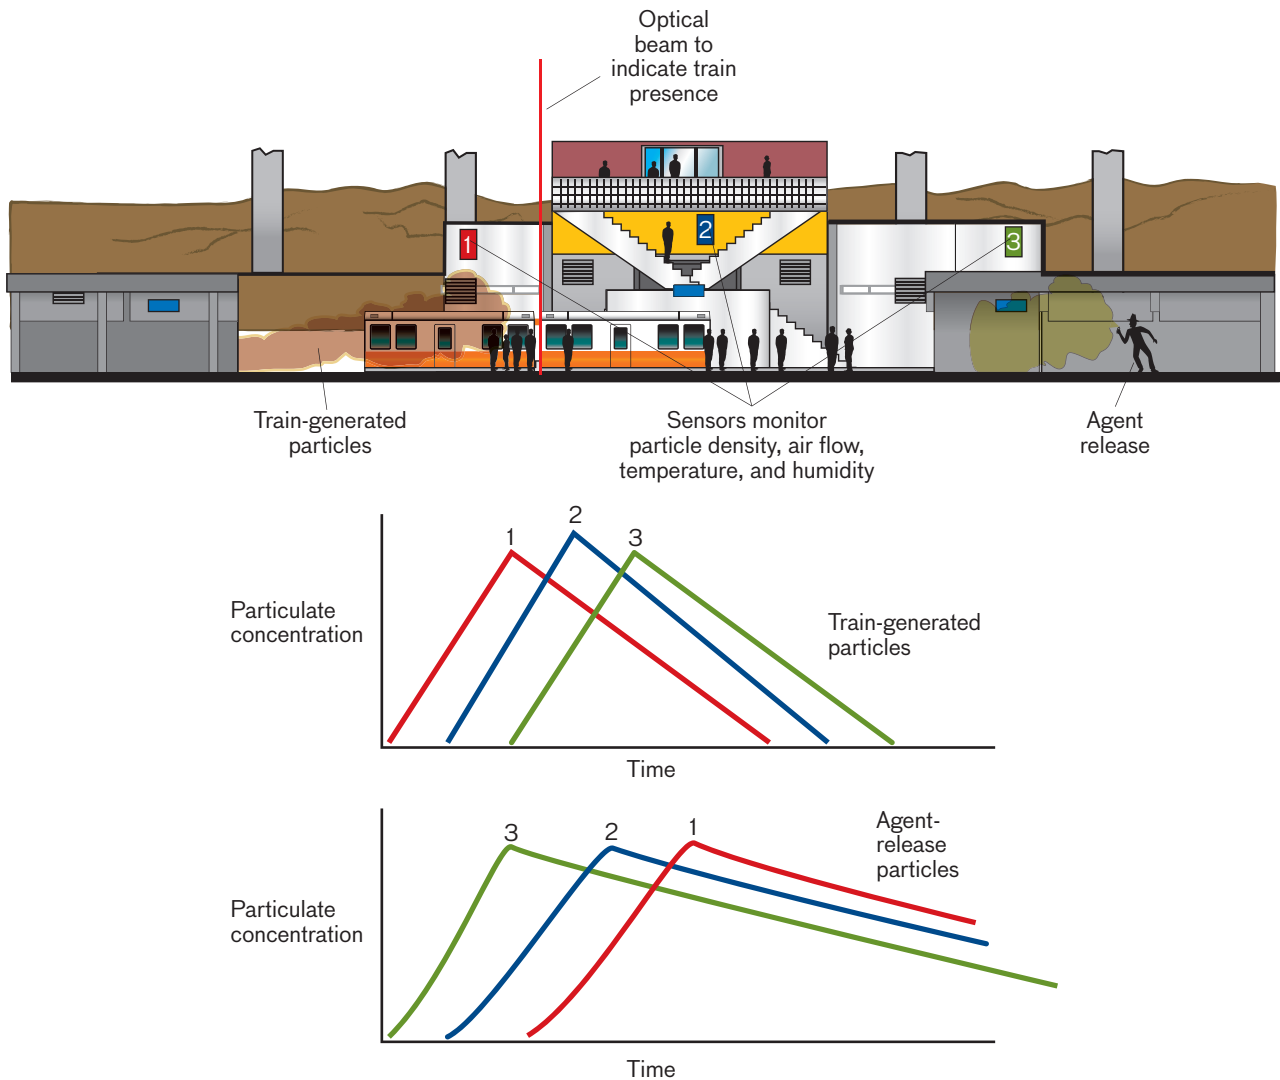 Optical
beam to
indicate train
presence
1
2
3
Train-generated
particles
Sensors monitor
particle density, air flow,
temperature, and humidity
Agent
release
1
2
3
Particulate
concentration
Train-generated
particles
Time
3
2
1
Agent-
release
particles
Particulate
concentration
Time